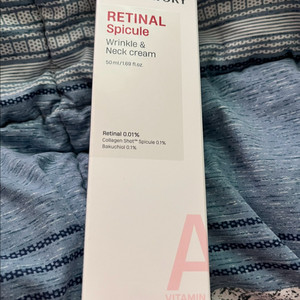 RETINAL
Spicule
Wrinkle &
Neck cream
50 ml/1.69 fl.oz.
Retinal 0.01%
Collagen Shot™ Spicule 0.1%
Bakuchiol 0.1%
A
VITAMIN